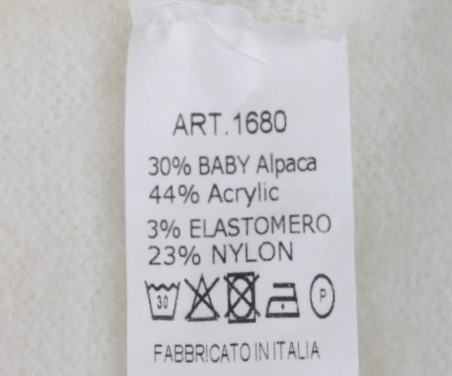 ART.1680
30% BABY Alpaca
44% Acrylic
3% ELASTOMERO
23% NYLON
30 P
FABBRICATO IN ITALIA